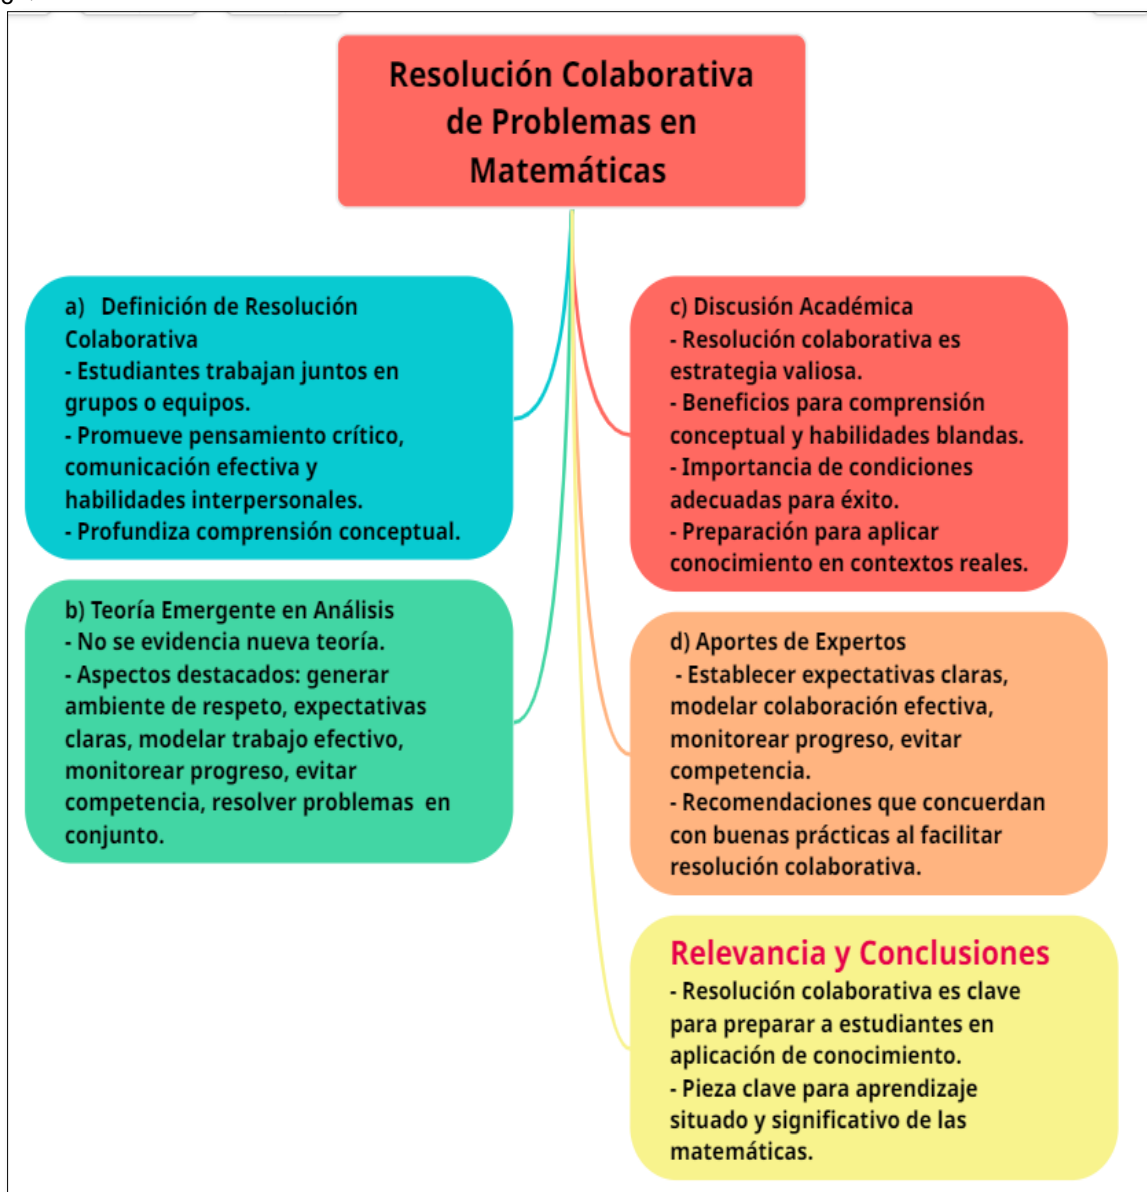 Resolución Colaborativa
de Problemas en
Matemáticas
a) Definición de Resolución
Colaborativa
- Estudiantes trabajan juntos en
grupos o equipos.
- Promueve pensamiento crítico,
comunicación efectiva y
habilidades interpersonales.
- Profundiza comprensión conceptual.
b) Teoría Emergente en Análisis
- No se evidencia nueva teoría.
- Aspectos destacados: generar
ambiente de respeto, expectativas
claras, modelar trabajo efectivo,
monitorear progreso, evitar
competencia, resolver problemas en
conjunto.
c) Discusión Académica
- Resolución colaborativa es
estrategia valiosa.
- Beneficios para comprensión
conceptual y habilidades blandas.
- Importancia de condiciones
adecuadas para éxito.
- Preparación para aplicar
conocimiento en contextos reales.
d) Aportes de Expertos
- Establecer expectativas claras,
modelar colaboración efectiva,
monitorear progreso, evitar
competencia.
- Recomendaciones que concuerdan
con buenas prácticas al facilitar
resolución colaborativa.
Relevancia y Conclusiones
- Resolución colaborativa es clave
para preparar a estudiantes en
aplicación de conocimiento.
- Pieza clave para aprendizaje
situado y significativo de las
matemáticas.